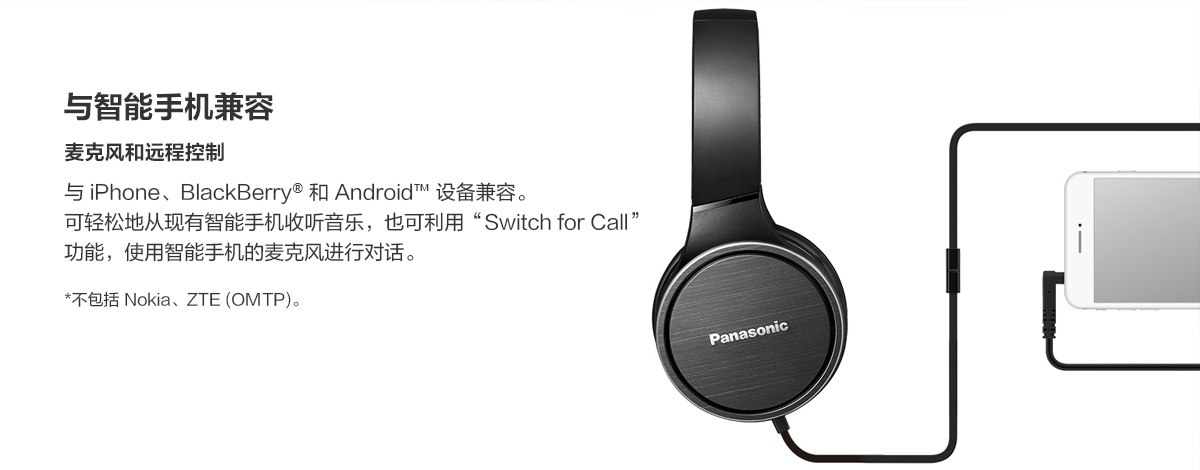 与智能手机兼容
麦克风和远程控制
与 iPhone、BlackBerry® 和 Android™ 设备兼容。
可轻松地从现有智能手机收听音乐，也可利用“Switch for Call”
功能，使用智能手机的麦克风进行对话。
*不包括 Nokia、ZTE (OMTP)。
Panasonic